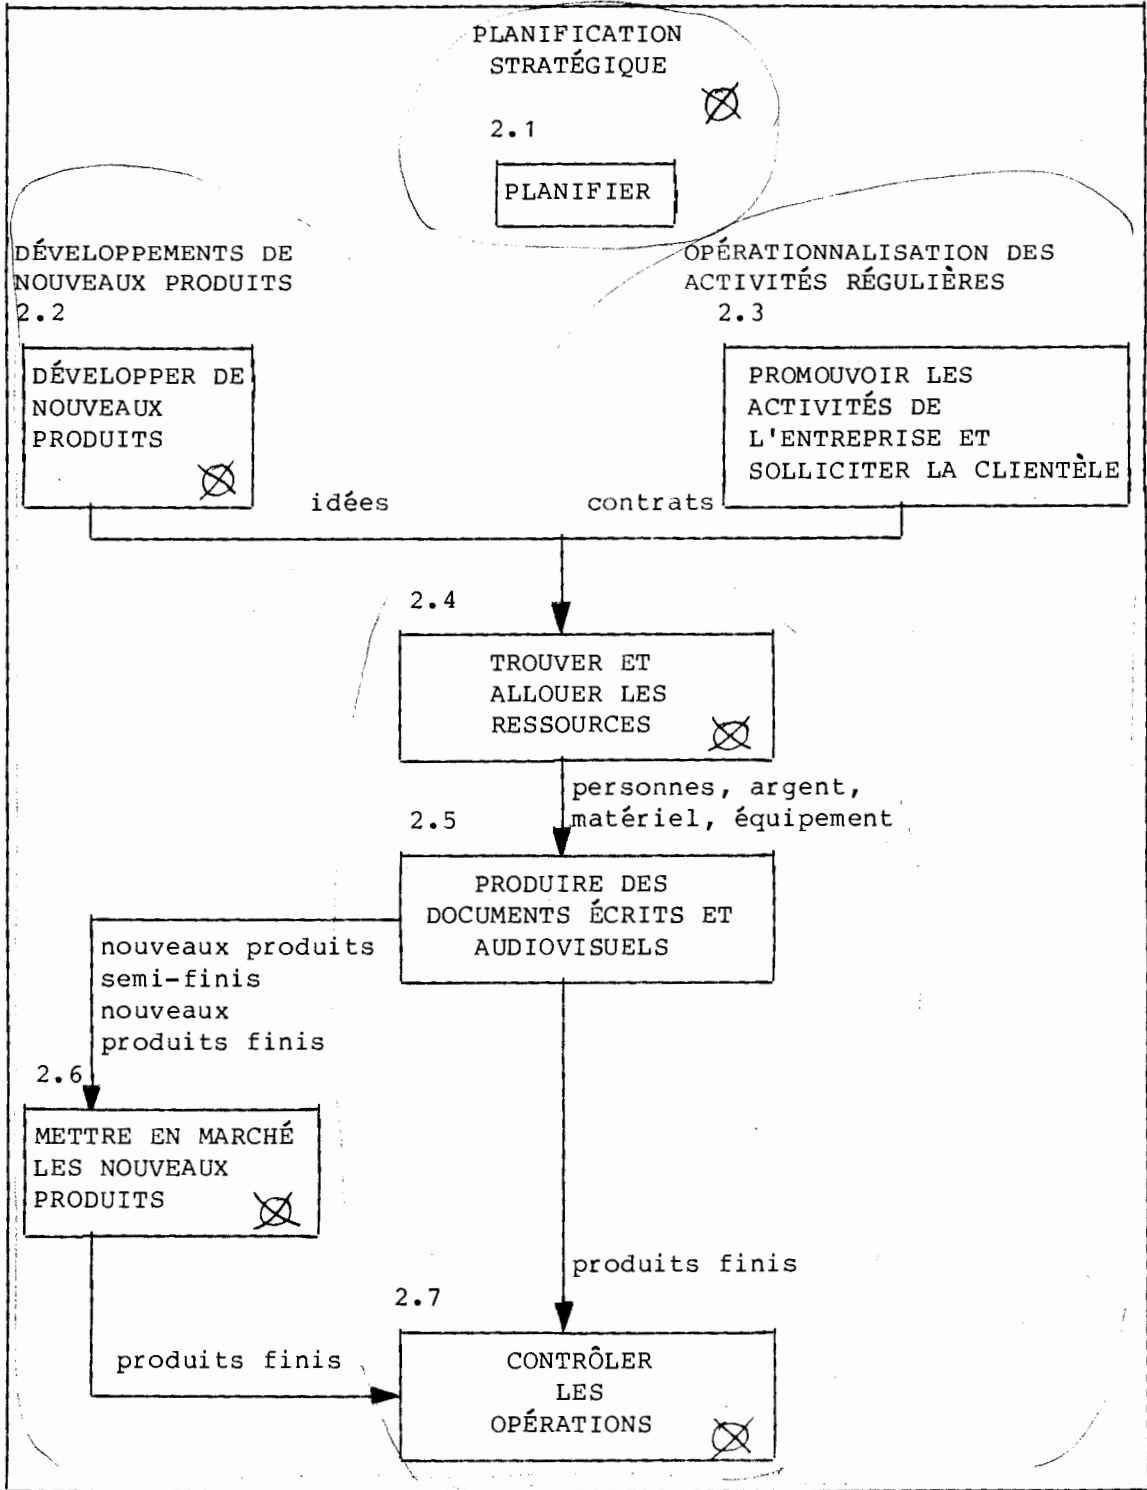 PLANIFICATION
STRATÉGIQUE
2.1
PLANIFIER
DÉVELOPPEMENTS DE
NOUVEAUX PRODUITS
2.2
DÉVELOPPER DE
NOUVEAUX
PRODUITS
OPÉRATIONNALISATION DES
ACTIVITÉS RÉGULIÈRES
2.3
PROMOUVOIR LES
ACTIVITÉS DE
L'ENTREPRISE ET
SOLLICITER LA CLIENTÈLE
idées
contrats
2.4
TROUVER ET
ALLOUER LES
RESSOURCES
personnes, argent,
matériel, équipement
2.5
PRODUIRE DES
DOCUMENTS ÉCRITS ET
AUDIOVISUELS
nouveaux produits
semi-finis
nouveaux
produits finis
2.6
METTRE EN MARCHÉ
LES NOUVEAUX
PRODUITS
produits finis
2.7
produits finis
CONTRÔLER
LES
OPÉRATIONS